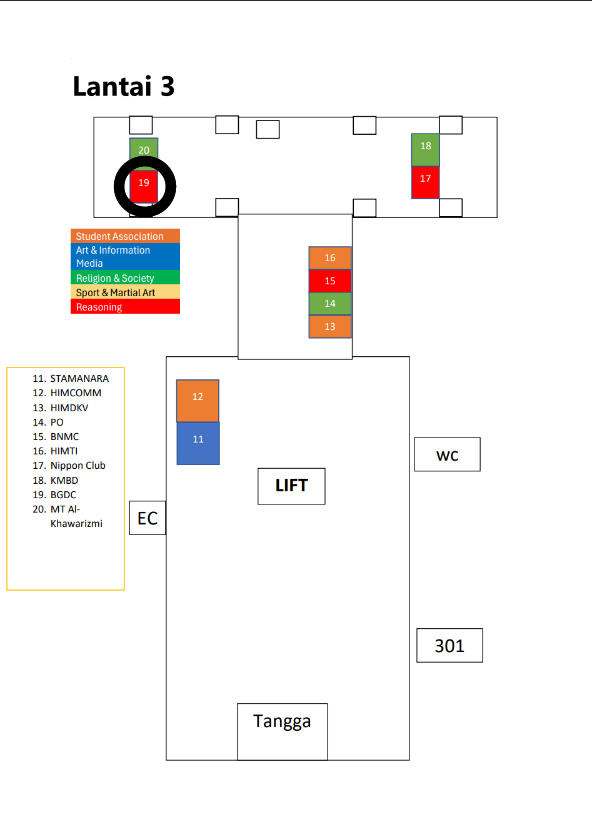 Lantai 3
20
19
18
17
Student Association
Art & Information
Media
Religion & Society
Sport & Martial Art
Reasoning
16
15
14
13
11. STAMANARA
12. HIMCOMM
13. HIMDKV
14. PO
15. BNMC
16. HIMTI
17. Nippon Club
18. KMBD
19. BGDC
20. MT Al-
Khawarizmi
12
11
LIFT
wc
EC
301
Tangga